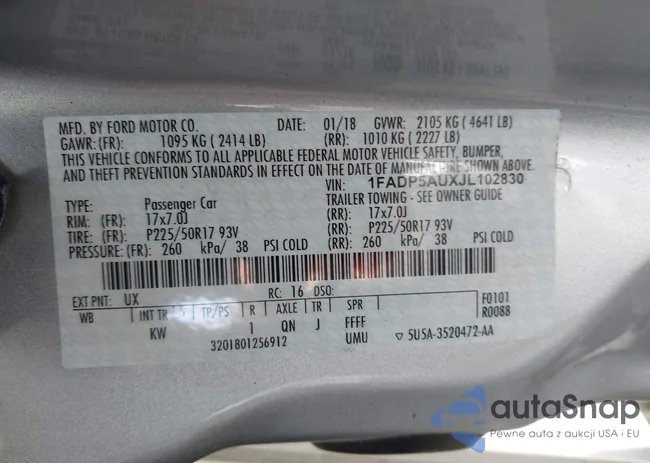 MFD. BY FORD MOTOR CO. DATE: 01/18 GVWR: 2105 KG ( 4641 LB)
GAWR: (FR): 1095 KG ( 2414 LB) (RR): 1010 KG ( 2227 LB)
THIS VEHICLE CONFORMS TO ALL APPLICABLE FEDERAL MOTOR VEHICLE SAFETY, BUMPER,
AND THEFT PREVENTION STANDARDS IN EFFECT ON THE DATE OF MANUFACTURE SHOWN ABOVE.
VIN: 1FADP5AUXJL102830
TYPE: Passenger Car TRAILER TOWING - SEE OWNER GUIDE
RIM: (FR): 17x7.0J (RR): 17x7.0J
TIRE: (FR): P225/50R17 93V (RR): P225/50R17 93V
PRESSURE: (FR): 260 kPa/ 38 PSI COLD (RR): 260 kPa/ 38 PSI COLD
EXT PNT: UX RC: 16 DSO: F0101
WB INT TR TP/PS R AXLE TR SPR R0088
KW 1 QN J FFFF
3201801256912 UMU ▽ 5U5A-3520472-AA
autoSnap
Pewne auta z aukcji USA i EU